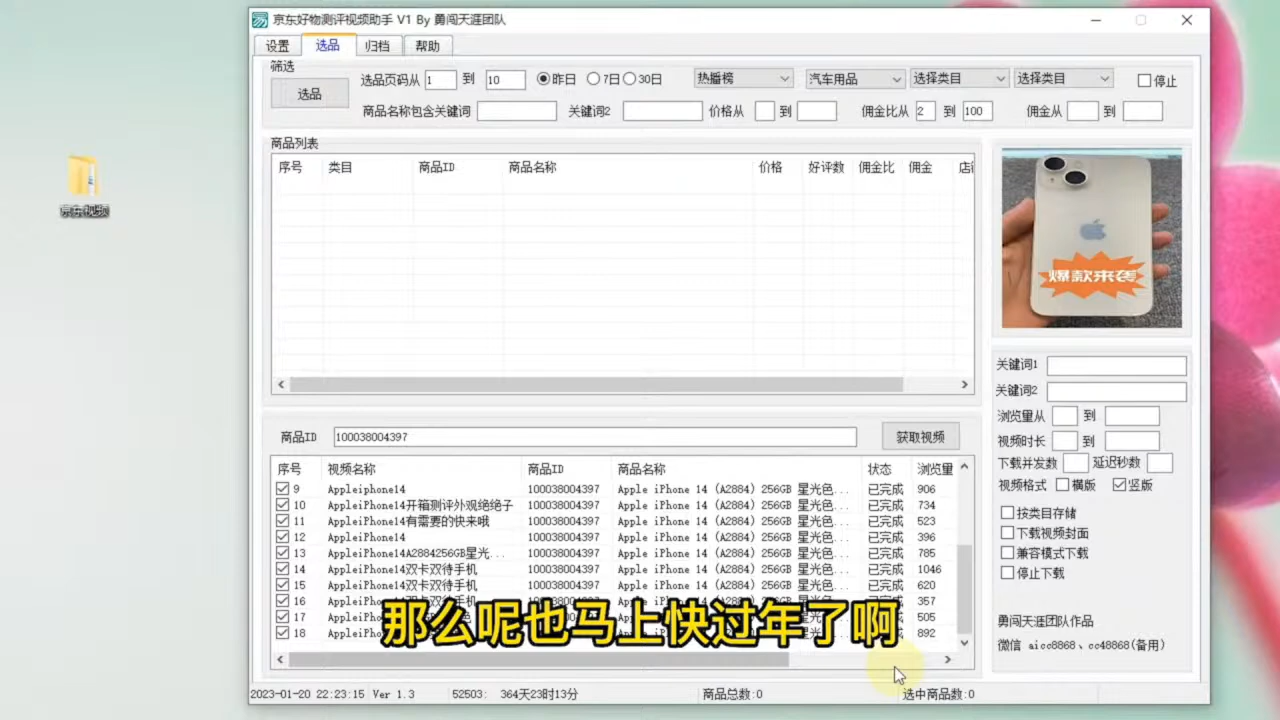 京东好物测评视频助手 V1 By 勇闯天涯团队
设置 选品 归档 帮助
筛选
选品 选品页码从 1 到 10 昨日 7日 30日 热播榜 汽车用品 选择类目 选择类目 停止
商品名称包含关键词 关键词2 价格从 到 佣金比从 2 到 100 佣金从 到
商品列表
序号 类目 商品ID 商品名称 价格 好评数 佣金比 佣金
京东视频
爆款来袭
关键词1
关键词2
浏览量从 到
视频时长 到
下载并发数 延迟秒数
视频格式 横版 竖版
按类目存储
下载视频封面
兼容模式下载
停止下载
勇闯天涯团队作品
微信 aicc8868、cc48868(备用)
商品ID 100038004397 获取视频
序号 视频名称 商品ID 商品名称 状态 浏览量
9 Appleiphone14 100038004397 Apple iPhone 14 (A2884) 256GB 星光色... 已完成 906
10 AppleiPhone14开箱测评外观绝绝子 100038004397 Apple iPhone 14 (A2884) 256GB 星光色... 已完成 734
11 AppleiPhone14有需要的快来哦 100038004397 Apple iPhone 14 (A2884) 256GB 星光色... 已完成 523
12 AppleiPhone14 100038004397 Apple iPhone 14 (A2884) 256GB 星光色... 已完成 396
13 AppleiPhone14A2884256GB星光... 100038004397 Apple iPhone 14 (A2884) 256GB 星光色... 已完成 785
14 AppleiPhone14双卡双待手机 100038004397 Apple iPhone 14 (A2884) 256GB 星光色... 已完成 1046
15 AppleiPhone14双卡双待手机 100038004397 Apple iPhone 14 (A2884) 256GB 星光色... 已完成 620
16 357
17 505
18 892
那么呢也马上快过年了啊
2023-01-20 22:23:15 Ver 1.3 52503: 364天23时13分 商品总数:0 选中商品数:0